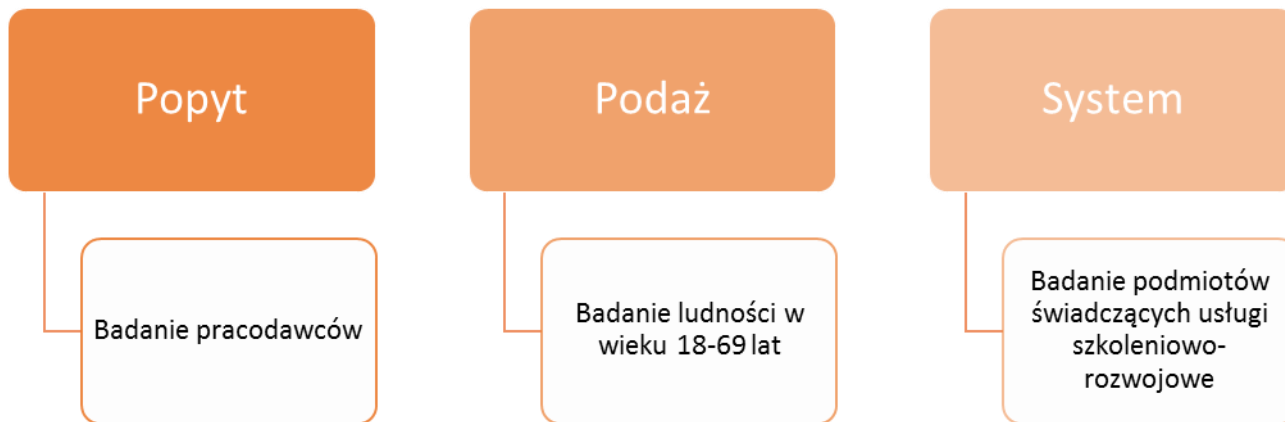 Popyt
Podaż
System
Badanie pracodawców
Badanie ludności w
wieku 18-69 lat
Badanie podmiotów
świadczących usługi
szkoleniowo-
rozwojowe